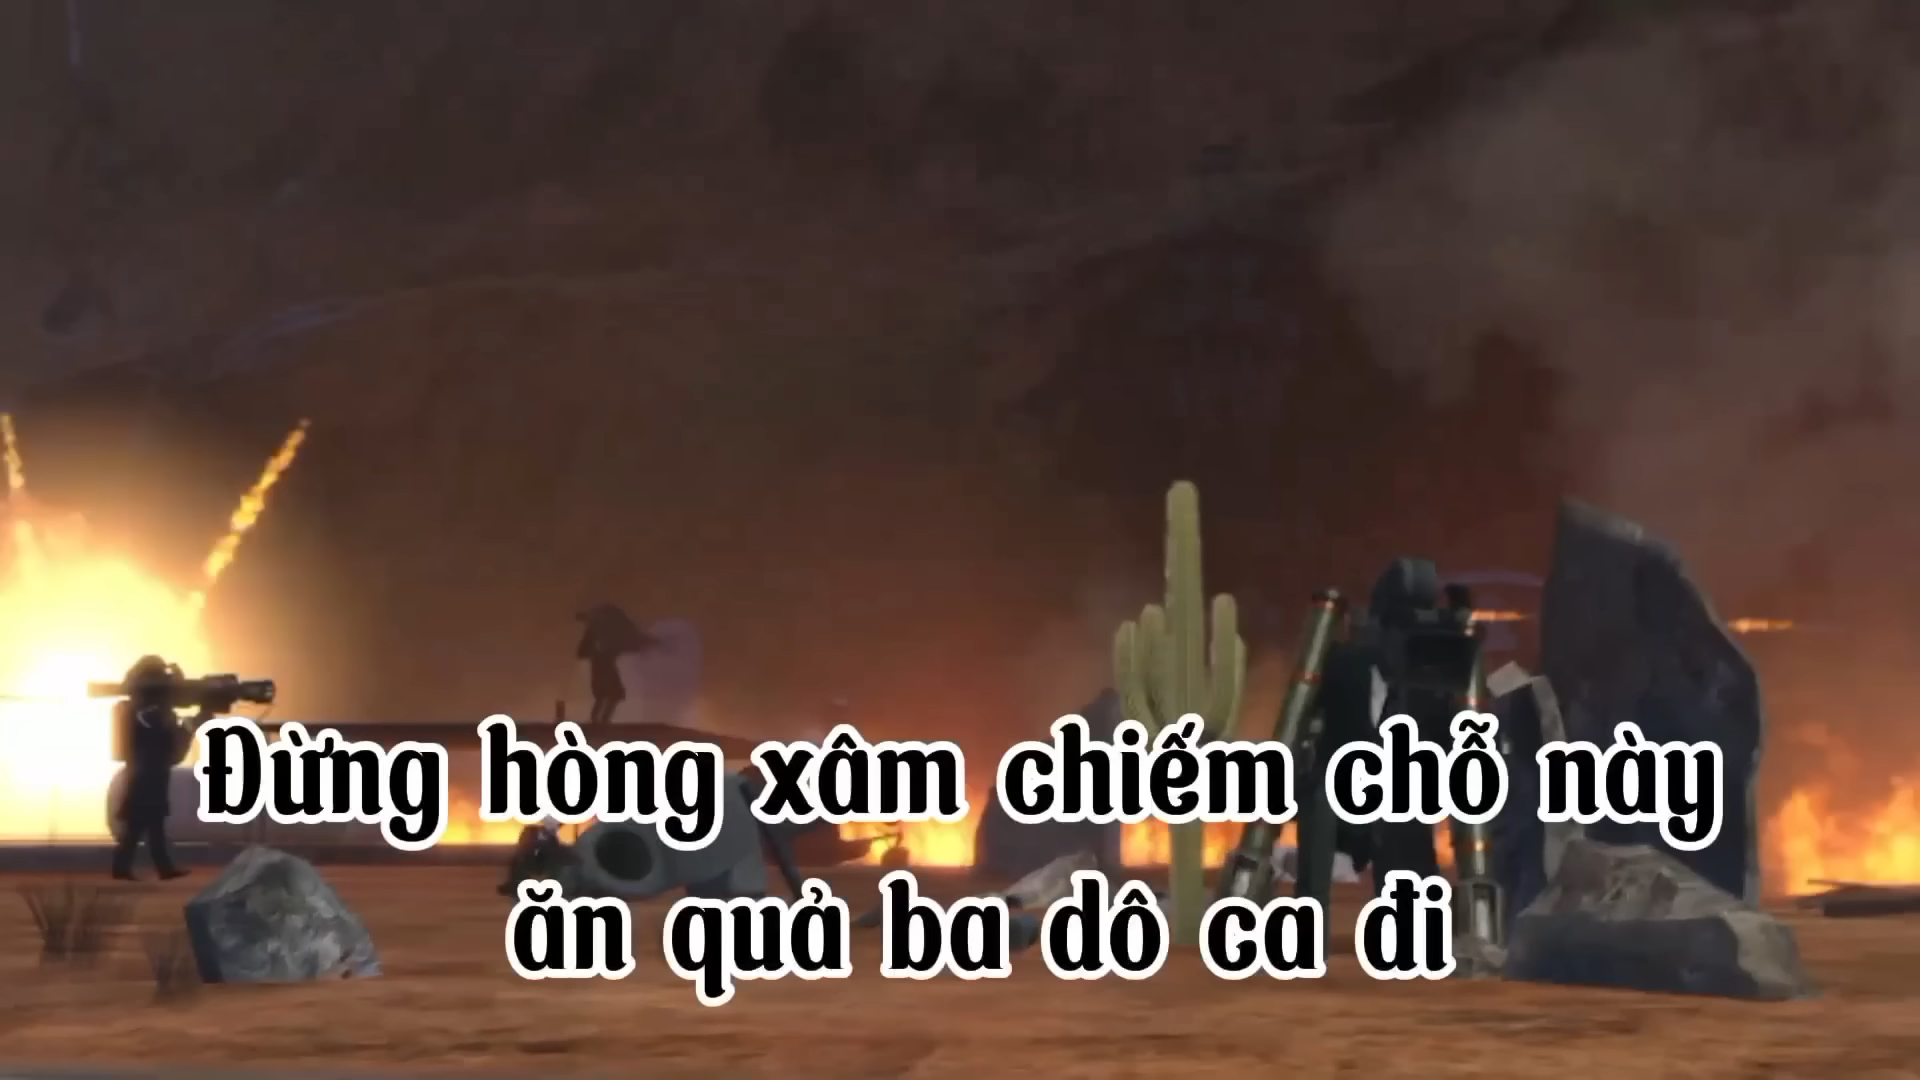 Đừng hòng xâm chiếm chỗ này
ăn quả ba dô ca đi